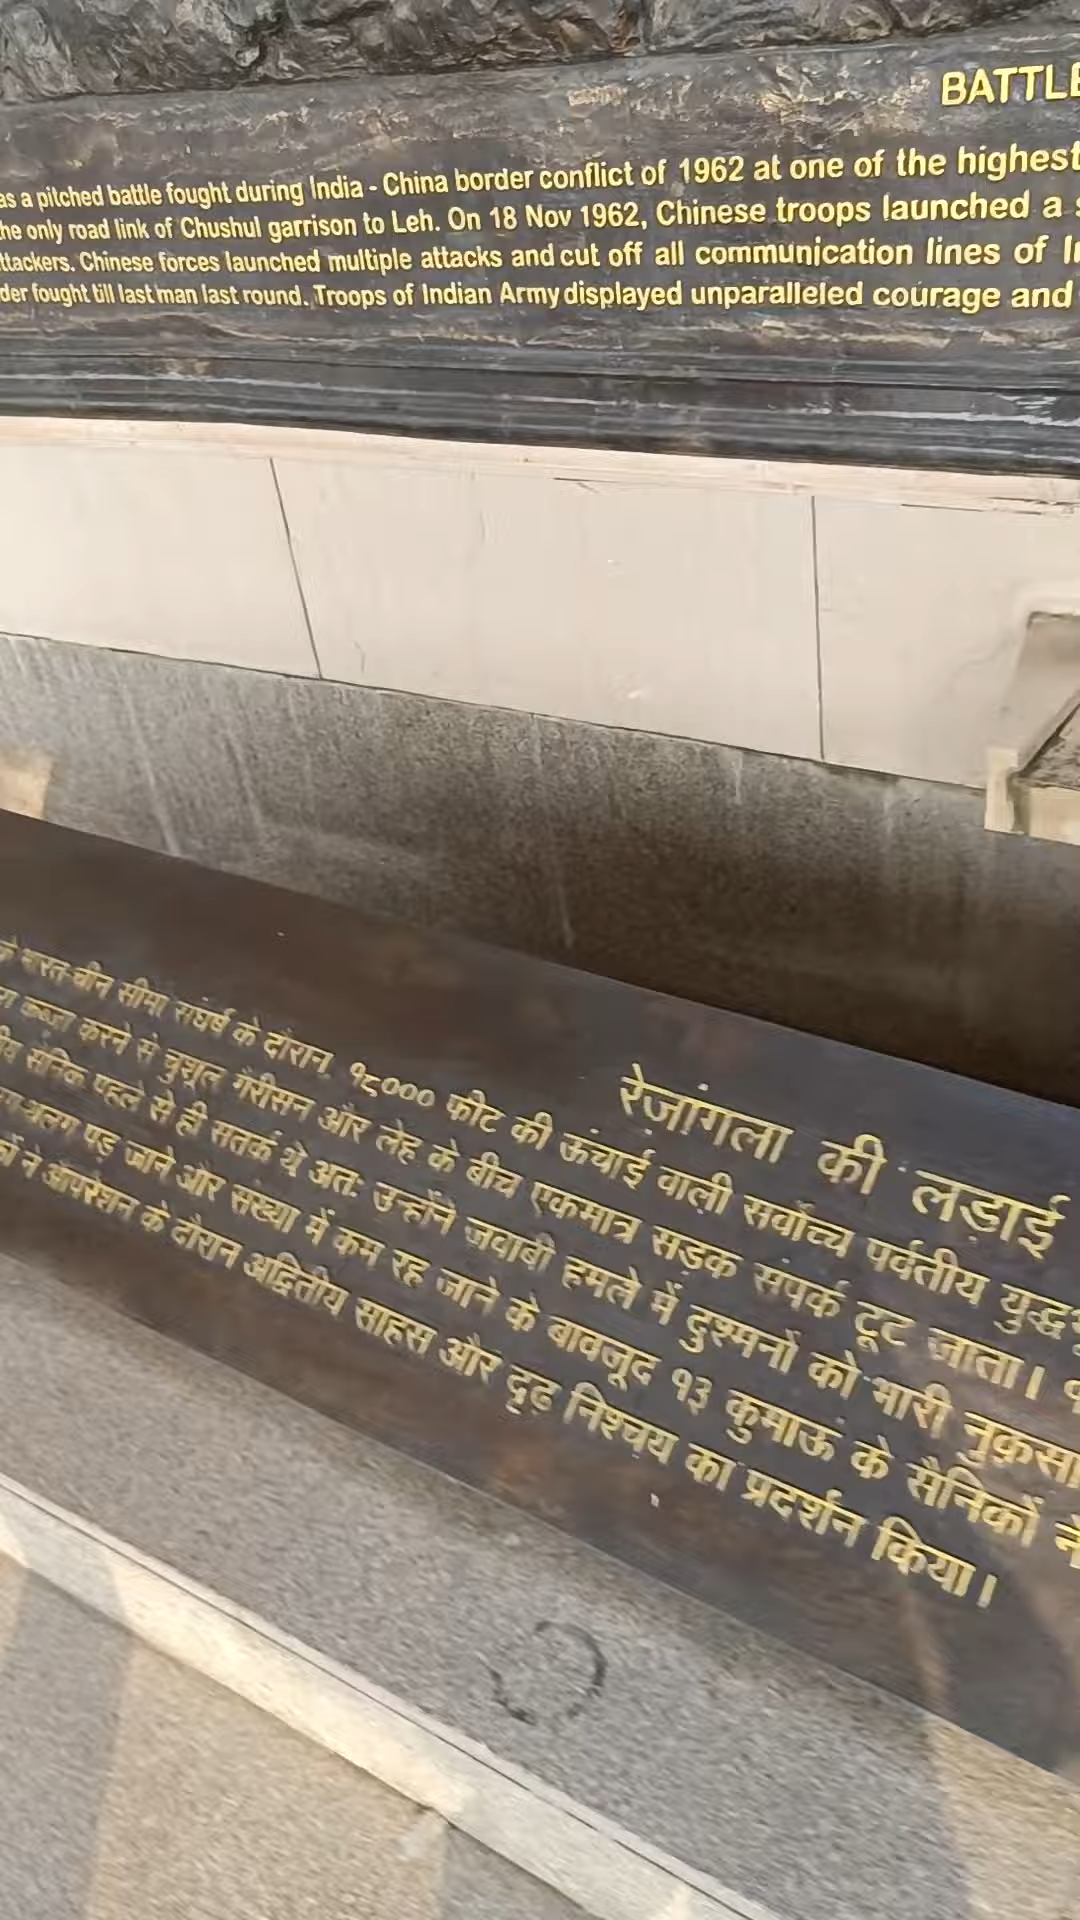 BATTLE
as a pitched battle fought during India - China border conflict of 1962 at one of the highest
he only road link of Chushul garrison to Leh. On 18 Nov 1962, Chinese troops launched a s
ttackers. Chinese forces launched multiple attacks and cut off all communication lines of I
der fought till last man last round. Troops of Indian Army displayed unparalleled courage and
रेजांगला की लड़ाई
के भारत-चीन सीमा संघर्ष के दौरान, १८००० फीट की ऊंचाई वाली सर्वोच्च पर्वतीय युद्ध
कब्ज़ा करने से चुशूल गैरीसन और लेह के बीच एकमात्र सड़क संपर्क टूट जाता।
सैनिक पहले से ही सतर्क थे अतः उन्होंने जवाबी हमले में दुश्मनों को भारी नुक़सा
अलग पड़ जाने और संख्या में कम रह जाने के बावजूद १३ कुमाऊं के सैनिकों ने
ने ऑपरेशन के दौरान अद्वितीय साहस और दृढ़ निश्चय का प्रदर्शन किया।